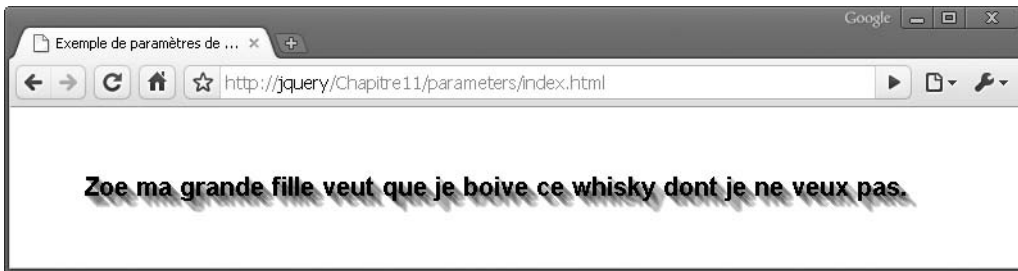 Google
Exemple de paramètres de ...
http://jquery/Chapitre11/parameters/index.html
Zoe ma grande fille veut que je boive ce whisky dont je ne veux pas.